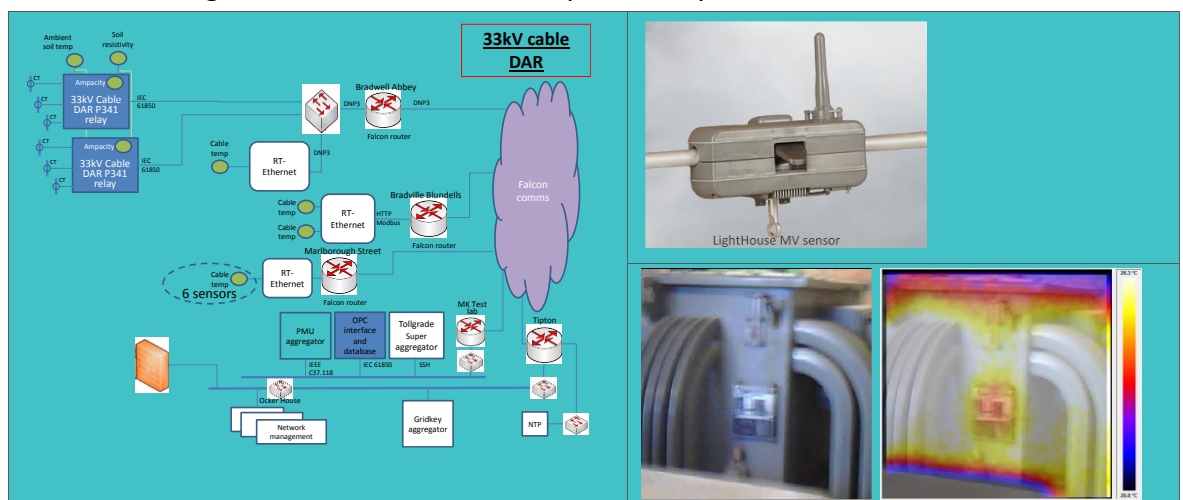 33kV cable
DAR
Ambient
soil temp
Soil
resistivity
CT
CT
CT
Ampacity
33kV Cable
DAR P341
relay
IEC
61850
CT
CT
CT
Ampacity
33kV Cable
DAR P341
relay
IEC
61850
DNP3
Bradwell Abbey
DNP3
Falcon router
Cable
temp
RT-
Ethernet
DNP3
Cable
temp
Cable
temp
RT-
Ethernet
HTTP
Modbus
Bradville Blundells
Falcon router
Falcon
comms
Marlborough Street
Cable
temp
6 sensors
RT-
Ethernet
Falcon router
PMU
aggregator
OPC
interface
and
database
Tollgrade
Super
aggregator
MK Test
lab
Tipton
IEEE
C37.118
IEC 61850
SSH
Ocker House
Network
management
Gridkey
aggregator
NTP
LightHouse MV sensor
26.3 °C
20.0 °C